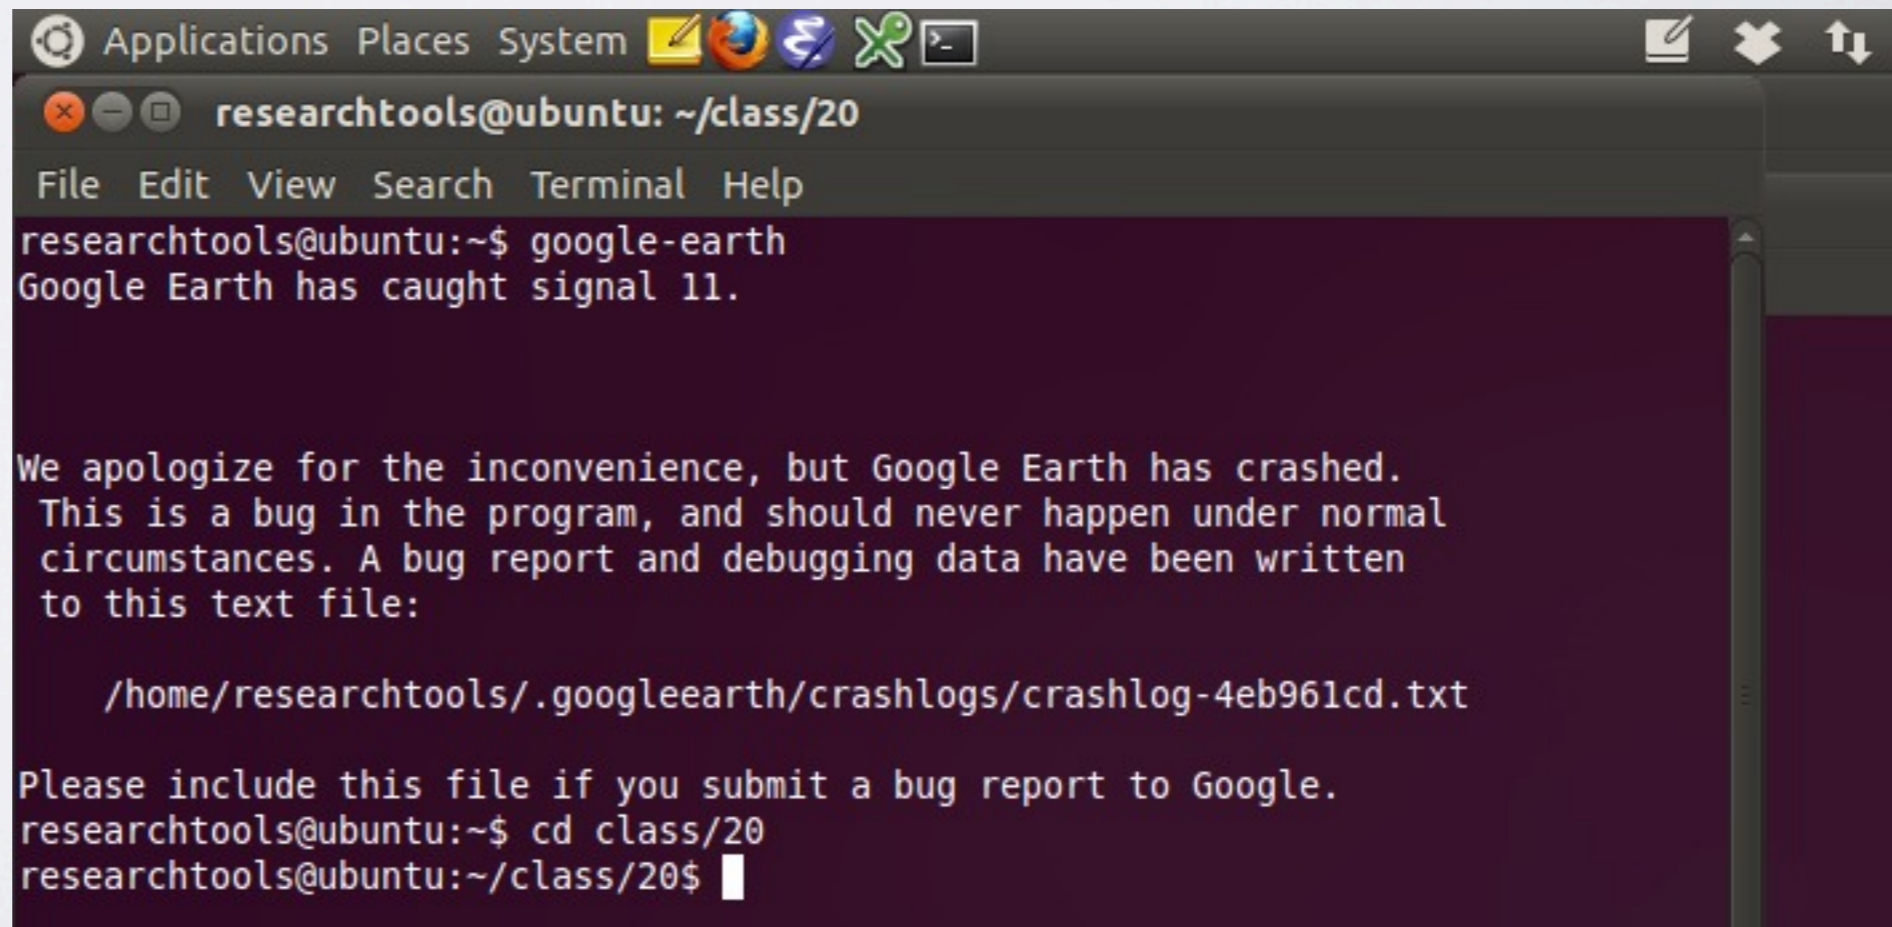 Applications Places System
researchtools@ubuntu: ~/class/20
File Edit View Search Terminal Help
researchtools@ubuntu:~$ google-earth
Google Earth has caught signal 11.
We apologize for the inconvenience, but Google Earth has crashed.
This is a bug in the program, and should never happen under normal
circumstances. A bug report and debugging data have been written
to this text file:
/home/researchtools/.googleearth/crashlogs/crashlog-4eb961cd.txt
Please include this file if you submit a bug report to Google.
researchtools@ubuntu:~$ cd class/20
researchtools@ubuntu:~/class/20$